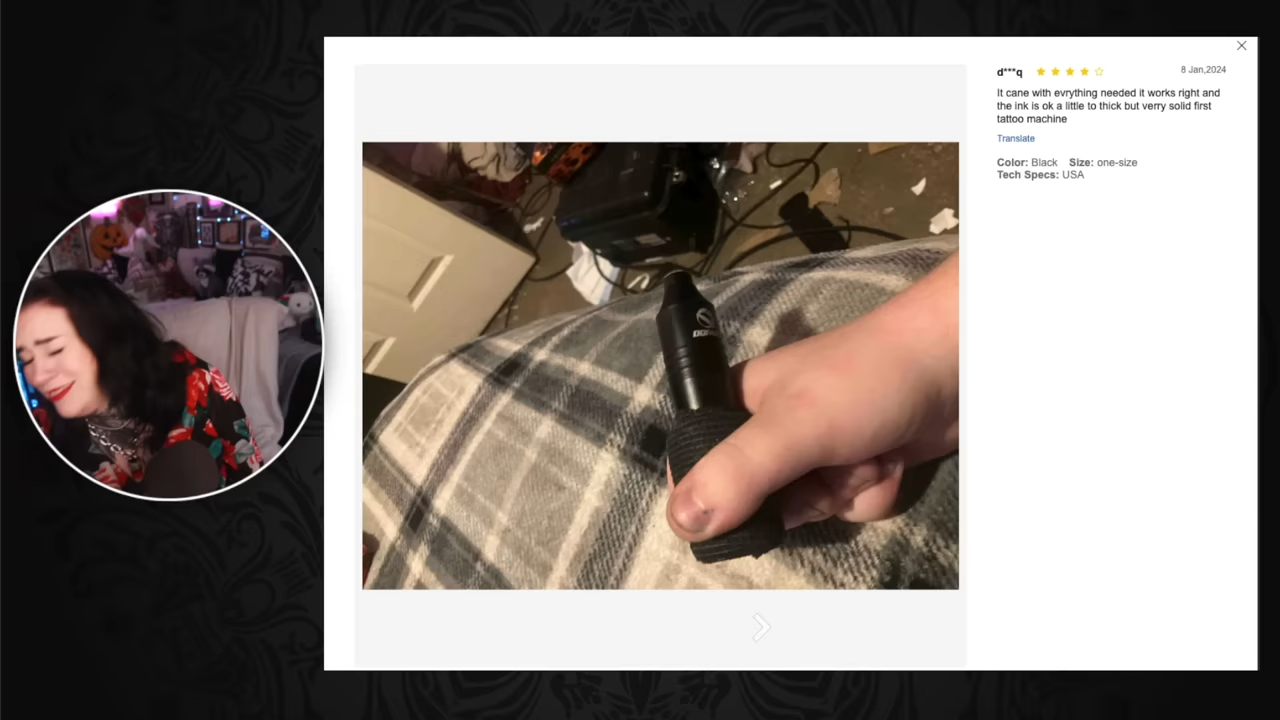 d***q
8 Jan,2024
It cane with evrything needed it works right and
the ink is ok a little to thick but verry solid first
tattoo machine
Translate
Color: Black Size: one-size
Tech Specs: USA